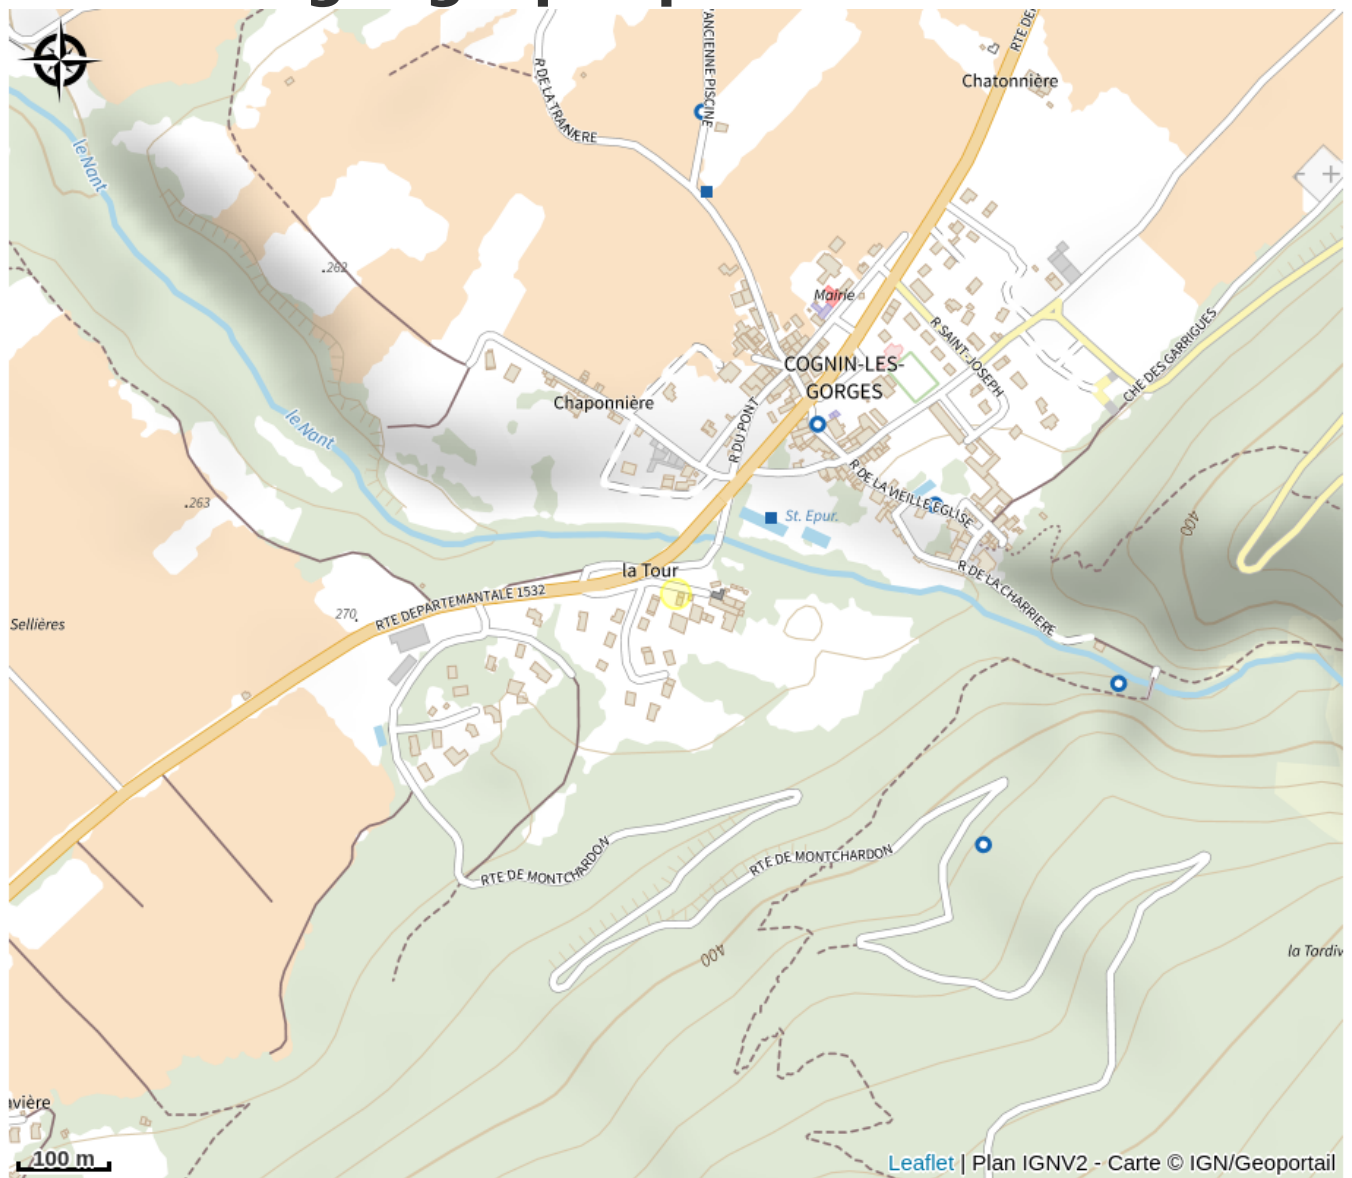 ANCIENNE PISCINE
RTE DE
R DE LA TRANIERE
Chatonnière
le Nant
- +
.262
Mairie
R SAINT-JOSEPH
CHE DES GARRIGUES
COGNIN-LES-
GORGES
Chaponnière
R DU PONT
le Nant
R DE LA VIEILLE EGLISE
.263
St. Epur.
400
la Tour
R DE LA CHARRIERE
RTE DEPARTEMANTALE 1532
270.
Sellières
RTE DE MONTCHARDON
RTE DE MONTCHARDON
400
la Tardiv
avière
100 m
Leaflet | Plan IGNV2 - Carte © IGN/Geoportail